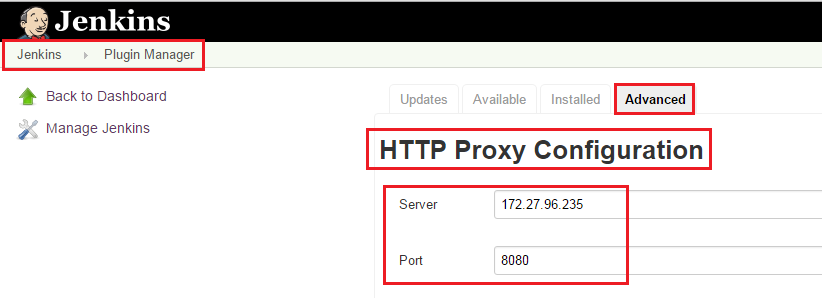 Jenkins
Jenkins Plugin Manager
Back to Dashboard
Manage Jenkins
Updates Available Installed Advanced
HTTP Proxy Configuration
Server 172.27.96.235
Port 8080